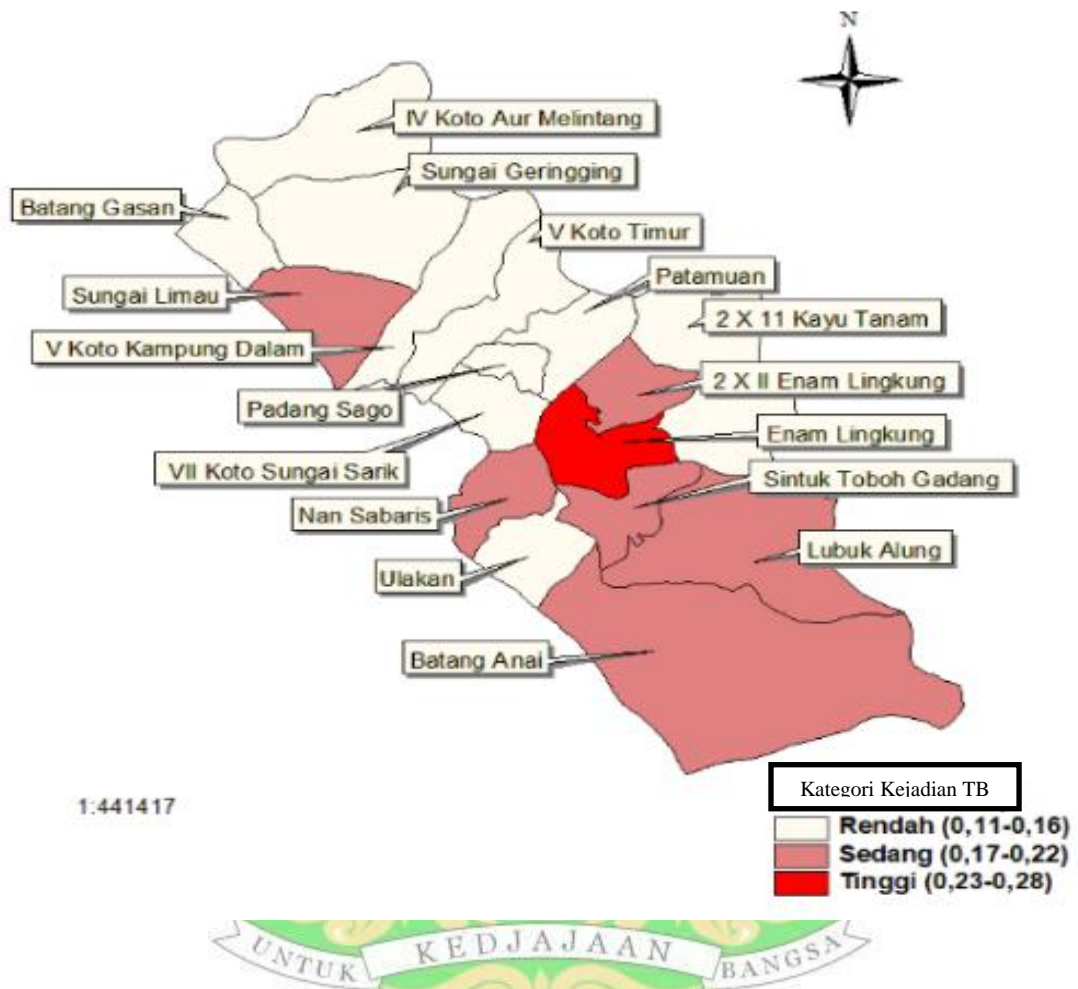 N
IV Koto Aur Melintang
Sungai Geringging
Batang Gasan
V Koto Timur
Patamuan
Sungai Limau
2 X 11 Kayu Tanam
V Koto Kampung Dalam
2 X II Enam Lingkung
Padang Sago
Enam Lingkung
VII Koto Sungai Sarik
Sintuk Toboh Gadang
Nan Sabaris
Lubuk Alung
Ulakan
Batang Anai
1:441417
Kategori Kejadian TB
Rendah (0,11-0,16)
Sedang (0,17-0,22)
Tinggi (0,23-0,28)
UNTUK KEDJAJAAN BANGSA